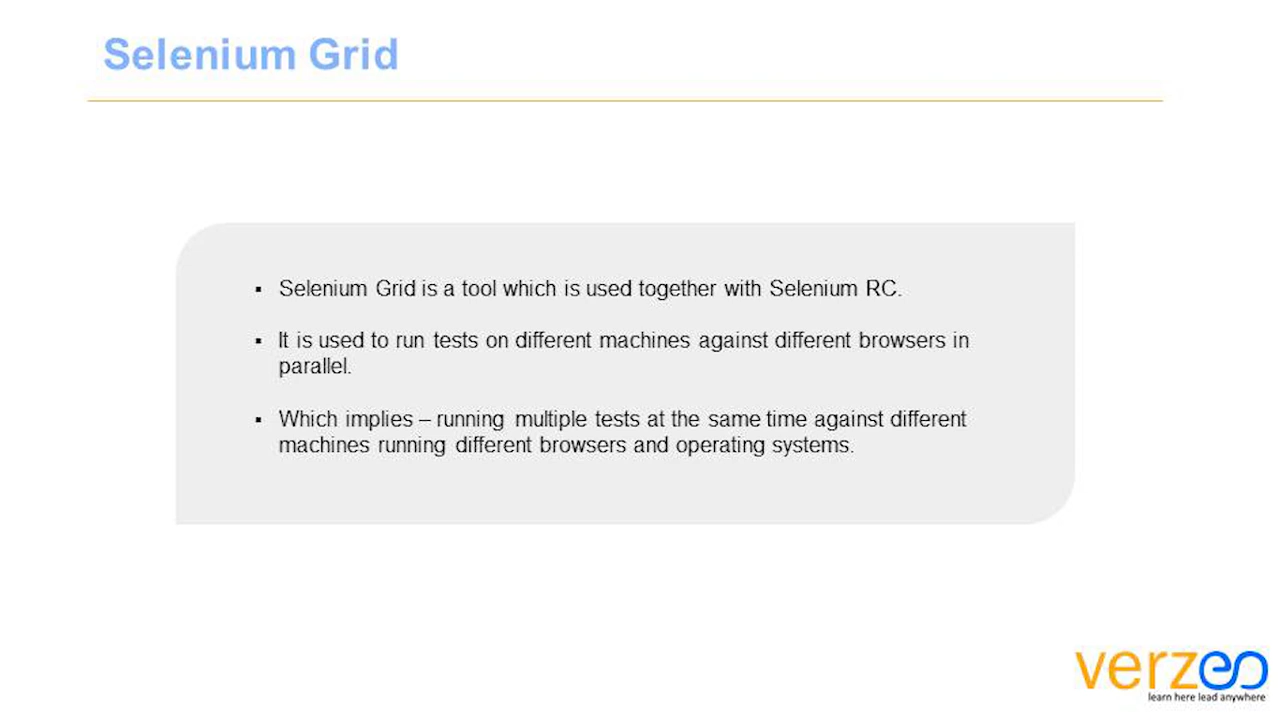 Selenium Grid
▪ Selenium Grid is a tool which is used together with Selenium RC.
▪ It is used to run tests on different machines against different browsers in
parallel.
▪ Which implies – running multiple tests at the same time against different
machines running different browsers and operating systems.
verzeo
learn here lead anywhere